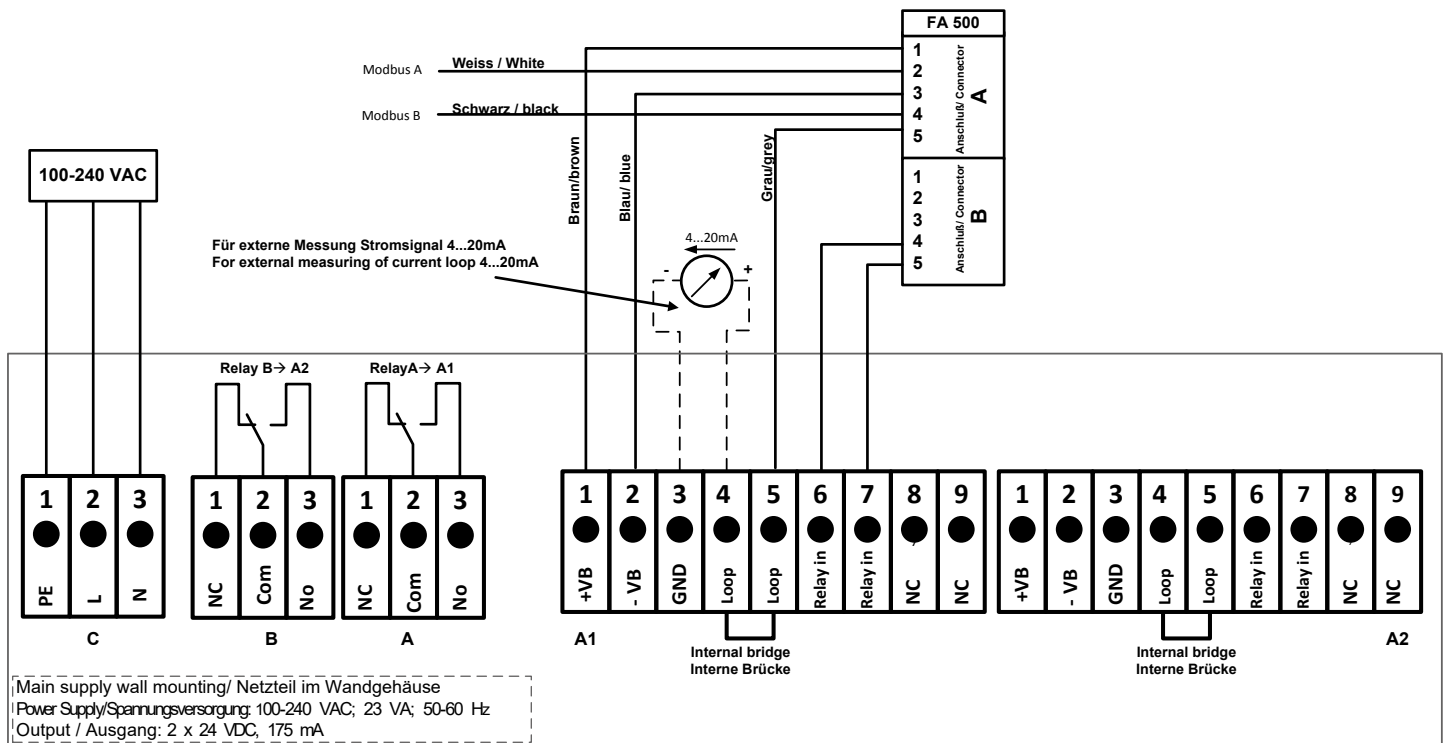 FA 500
1
2
3
4
5
Anschluß/ Connector
A
1
2
3
4
5
Anschluß/ Connector
B
Modbus A
Weiss / White
Modbus B
Schwarz / black
Braun/brown
Blau/ blue
Grau/grey
100-240 VAC
Für externe Messung Stromsignal 4...20mA
For external measuring of current loop 4...20mA
4...20mA
- +
Relay B→ A2
RelayA→ A1
1 2 3
PE L N
C
1 2 3
NC Com No
B
1 2 3
NC Com No
A
1 2 3 4 5 6 7 8 9
+VB - VB GND Loop Loop Relay in Relay in NC NC
A1
Internal bridge
Interne Brücke
1 2 3 4 5 6 7 8 9
+VB - VB GND Loop Loop Relay in Relay in NC NC
A2
Internal bridge
Interne Brücke
Main supply wall mounting/ Netzteil im Wandgehäuse
Power Supply/Spannungsversorgung: 100-240 VAC; 23 VA; 50-60 Hz
Output / Ausgang: 2 x 24 VDC, 175 mA